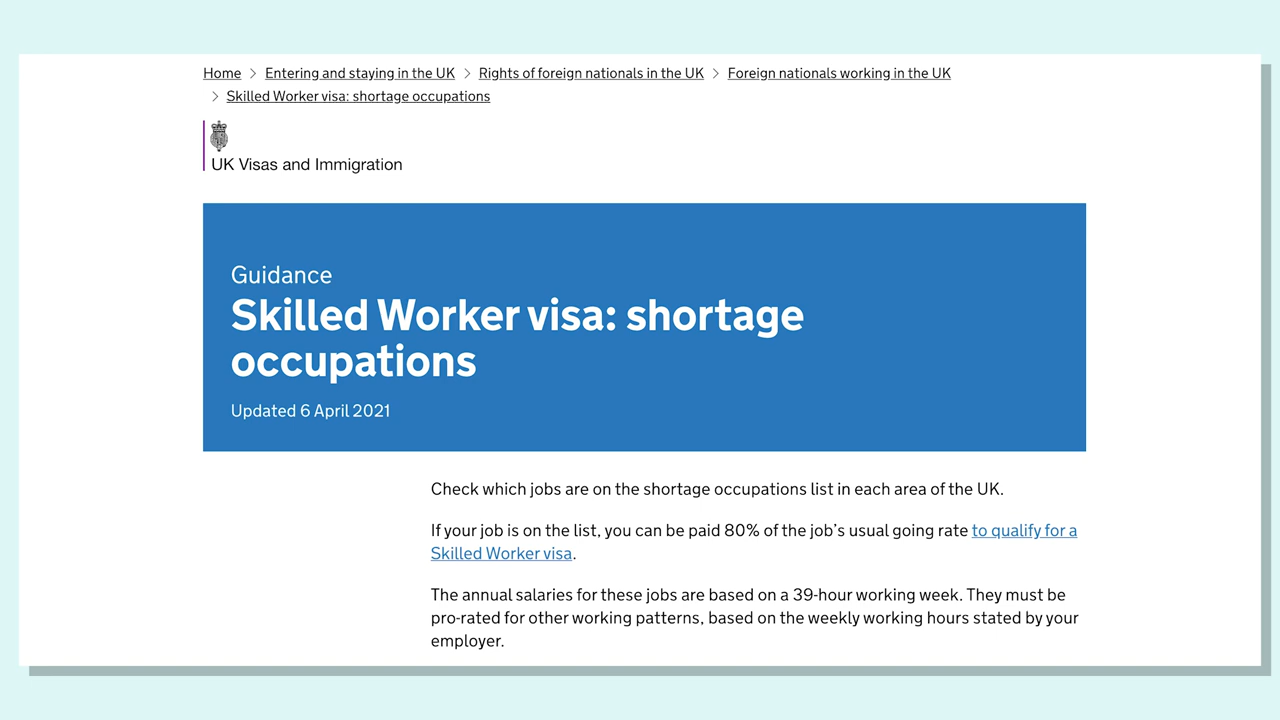 Home > Entering and staying in the UK > Rights of foreign nationals in the UK > Foreign nationals working in the UK
> Skilled Worker visa: shortage occupations
UK Visas and Immigration
Guidance
Skilled Worker visa: shortage
occupations
Updated 6 April 2021
Check which jobs are on the shortage occupations list in each area of the UK.
If your job is on the list, you can be paid 80% of the job’s usual going rate to qualify for a
Skilled Worker visa.
The annual salaries for these jobs are based on a 39-hour working week. They must be
pro-rated for other working patterns, based on the weekly working hours stated by your
employer.